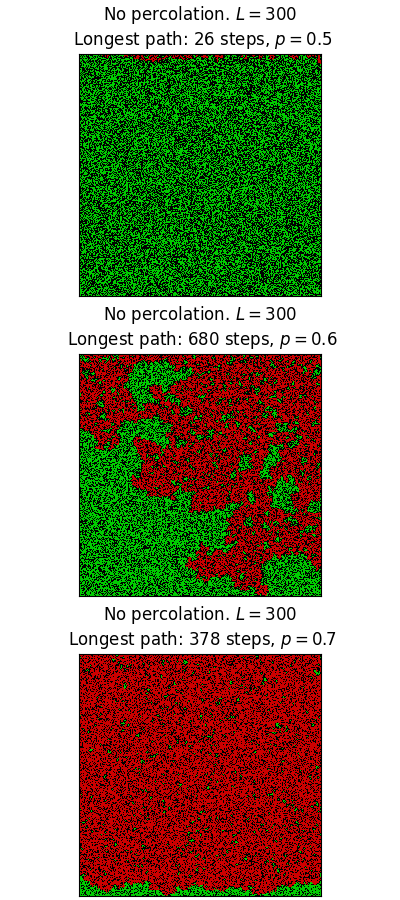 No percolation. L = 300
Longest path: 26 steps, p = 0.5
No percolation. L = 300
Longest path: 680 steps, p = 0.6
No percolation. L = 300
Longest path: 378 steps, p = 0.7